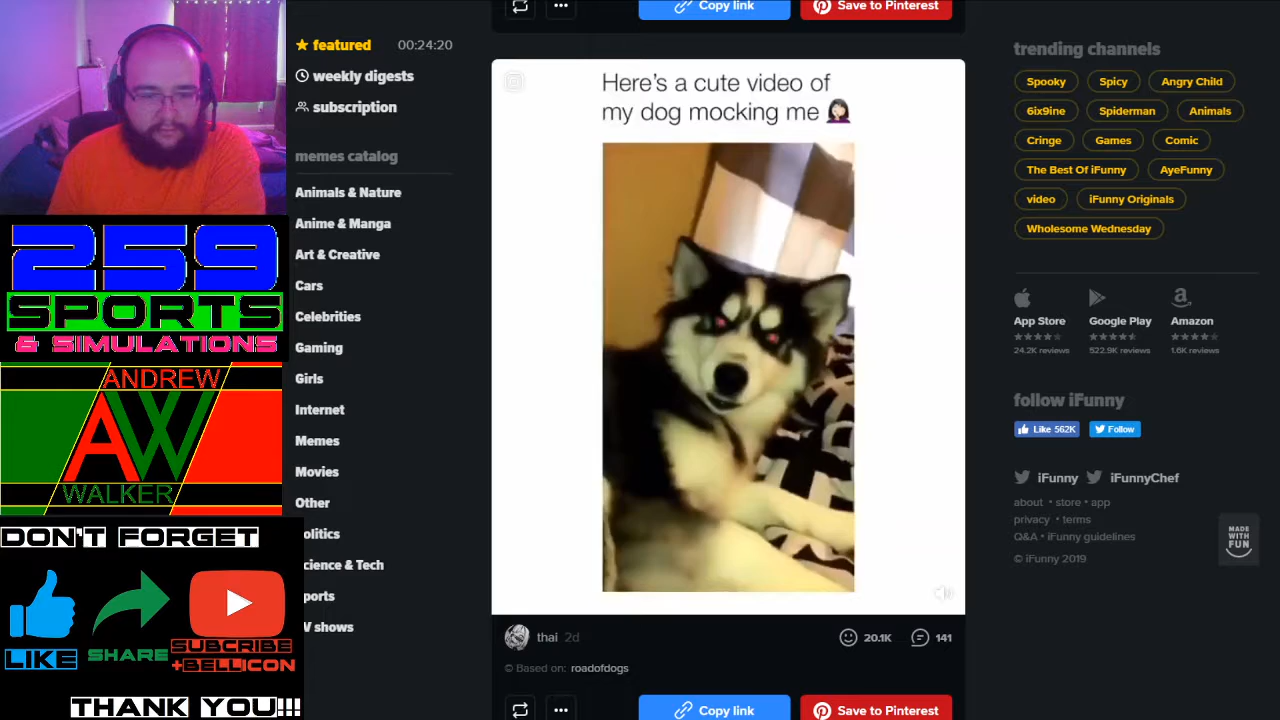 259
SPORTS
& SIMULATIONS
ANDREW
AW
WALKER
DON'T FORGET
LIKE
SHARE
SUBCRIBE
+BELLICON
THANK YOU!!!
featured 00:24:20
weekly digests
subscription
memes catalog
Animals & Nature
Anime & Manga
Art & Creative
Cars
Celebrities
Gaming
Girls
Internet
Memes
Movies
Other
olitics
cience & Tech
ports
V shows
Copy link
Save to Pinterest
Here's a cute video of
my dog mocking me
thai 2d
20.1K 141
© Based on: roadofdogs
Copy link
Save to Pinterest
trending channels
Spooky Spicy Angry Child
6ix9ine Spiderman Animals
Cringe Games Comic
The Best Of iFunny AyeFunny
video iFunny Originals
Wholesome Wednesday
App Store Google Play Amazon
24.2K reviews 522.9K reviews 1.6K reviews
follow iFunny
Like 562K Follow
iFunny iFunnyChef
about • store • app
privacy • terms
Q&A • iFunny guidelines
© iFunny 2019
MADE
WITH
FUN